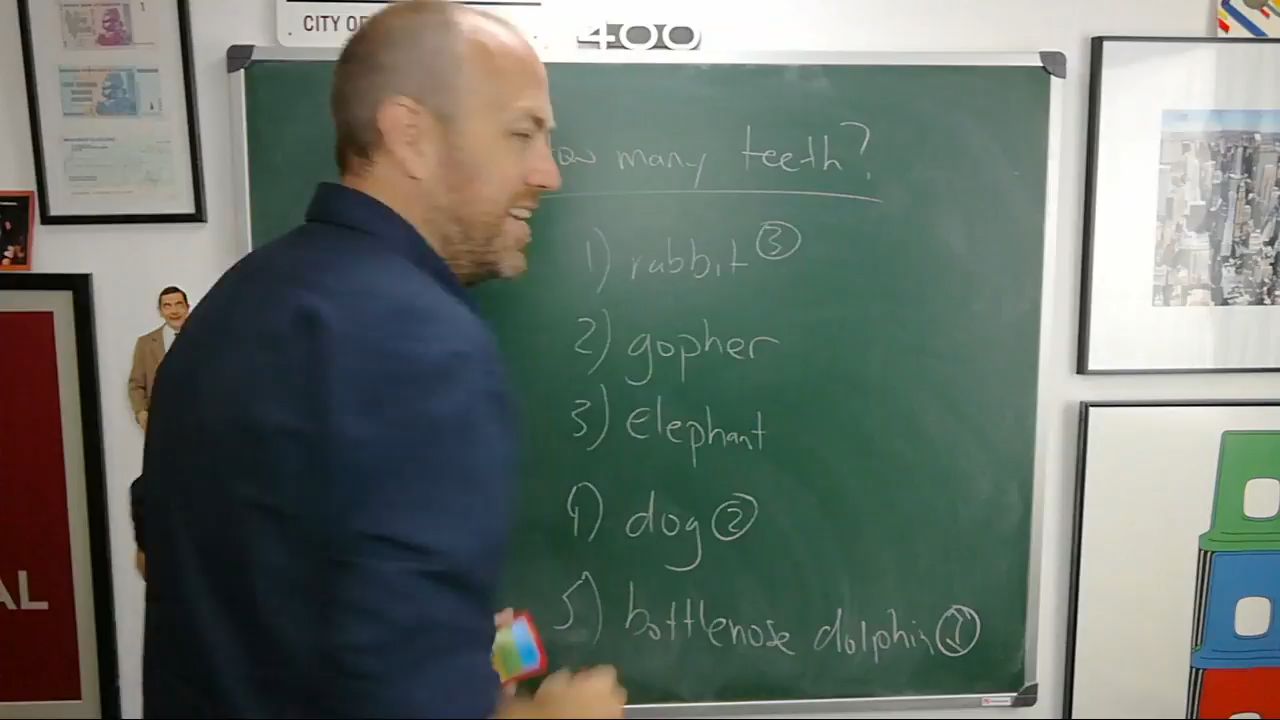 CITY OF
400
ow many teeth?
1) rabbit ③
2) gopher
3) elephant
4) dog ②
5) bottlenose dolphin ①
AL